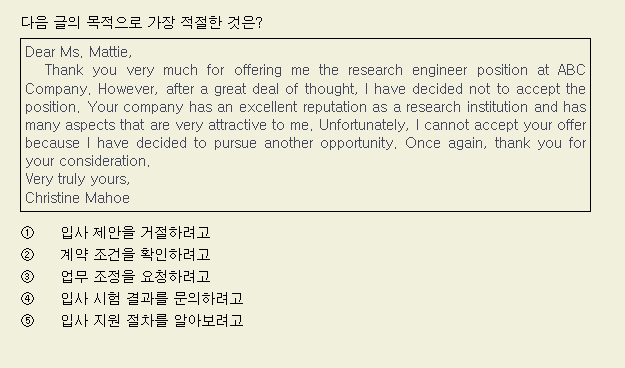 다음 글의 목적으로 가장 적절한 것은?
Dear Ms. Mattie,
Thank you very much for offering me the research engineer position at ABC
Company. However, after a great deal of thought, I have decided not to accept the
position. Your company has an excellent reputation as a research institution and has
many aspects that are very attractive to me. Unfortunately, I cannot accept your offer
because I have decided to pursue another opportunity. Once again, thank you for
your consideration.
Very truly yours,
Christine Mahoe
① 입사 제안을 거절하려고
② 계약 조건을 확인하려고
③ 업무 조정을 요청하려고
④ 입사 시험 결과를 문의하려고
⑤ 입사 지원 절차를 알아보려고